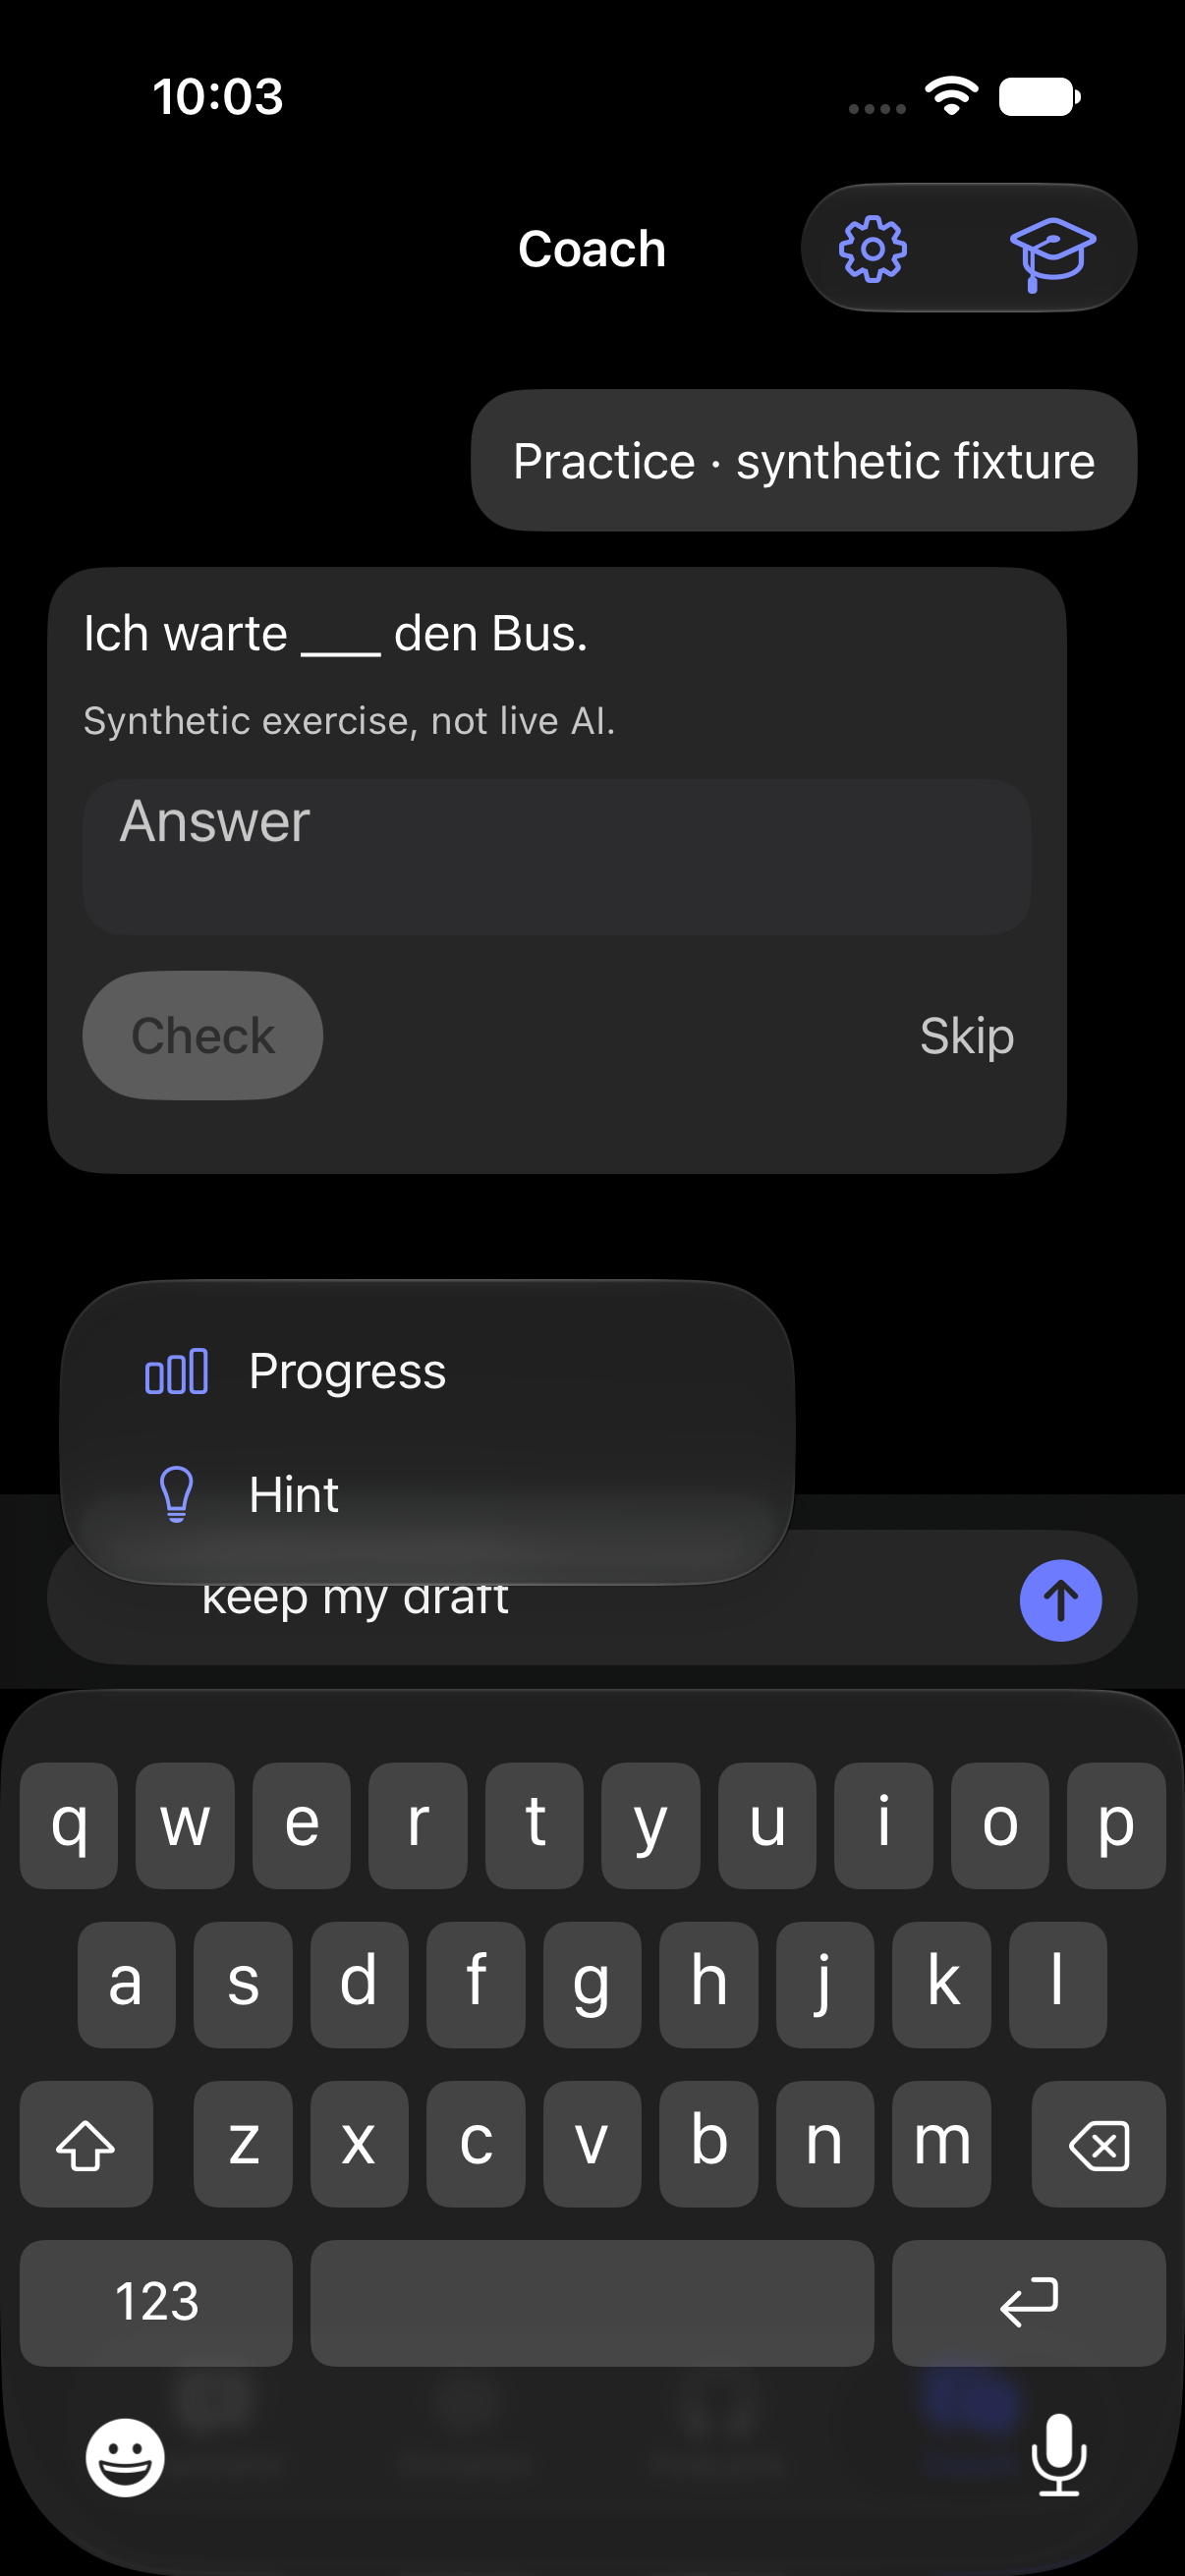 10:03
Coach
Practice · synthetic fixture
Ich warte ____ den Bus.
Synthetic exercise, not live AI.
Answer
Check
Skip
Progress
Hint
keep my draft
q w e r t y u i o p
a s d f g h j k l
z x c v b n m
123